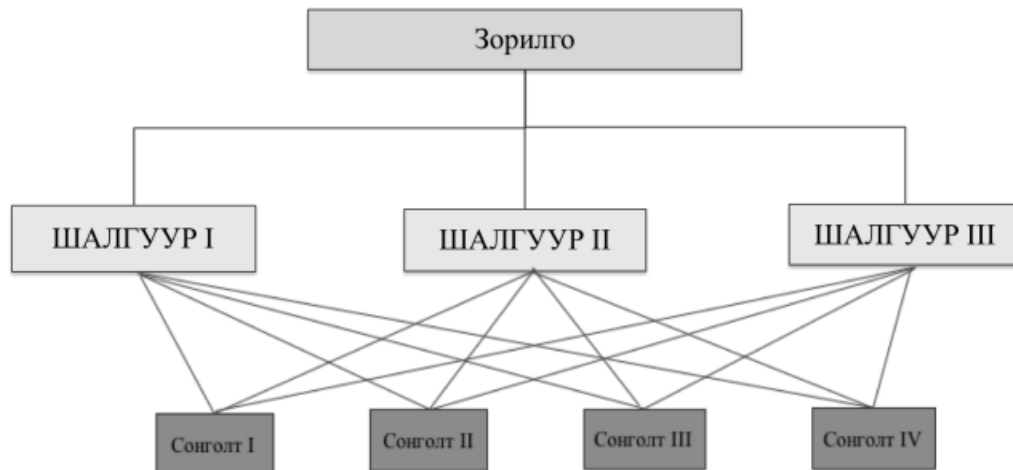 Зорилго
ШАЛГУУР I
ШАЛГУУР II
ШАЛГУУР III
Сонголт I
Сонголт II
Сонголт III
Сонголт IV